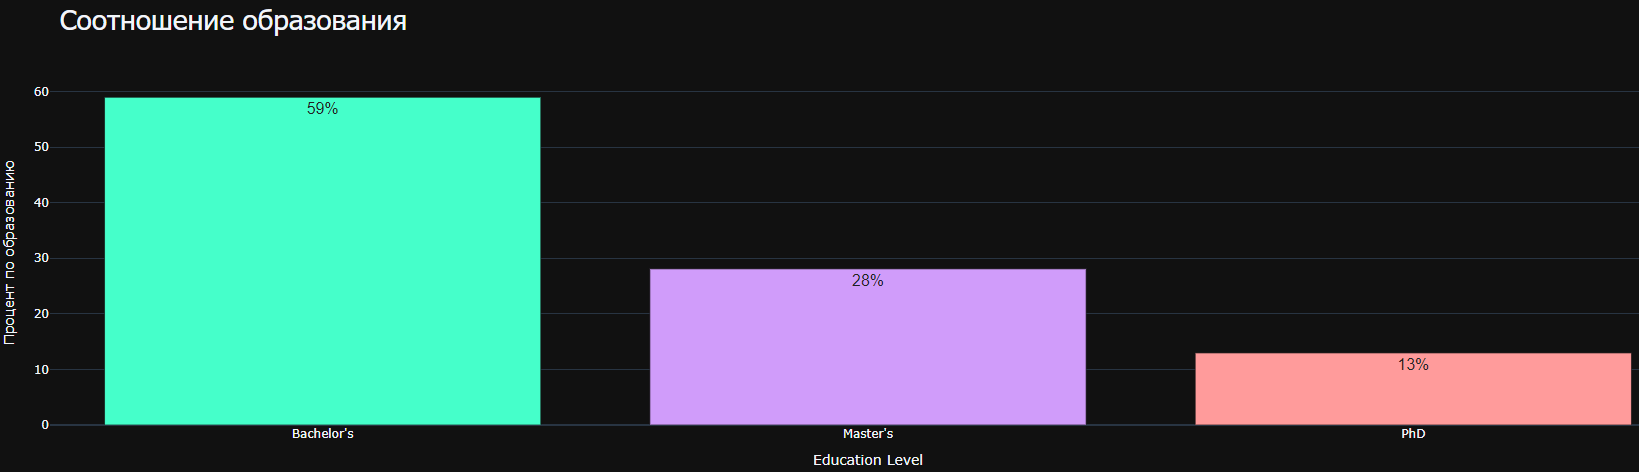 Соотношение образования
Процент по образованию
60
50
40
30
20
10
0
59%
28%
13%
Bachelor's
Master's
PhD
Education Level